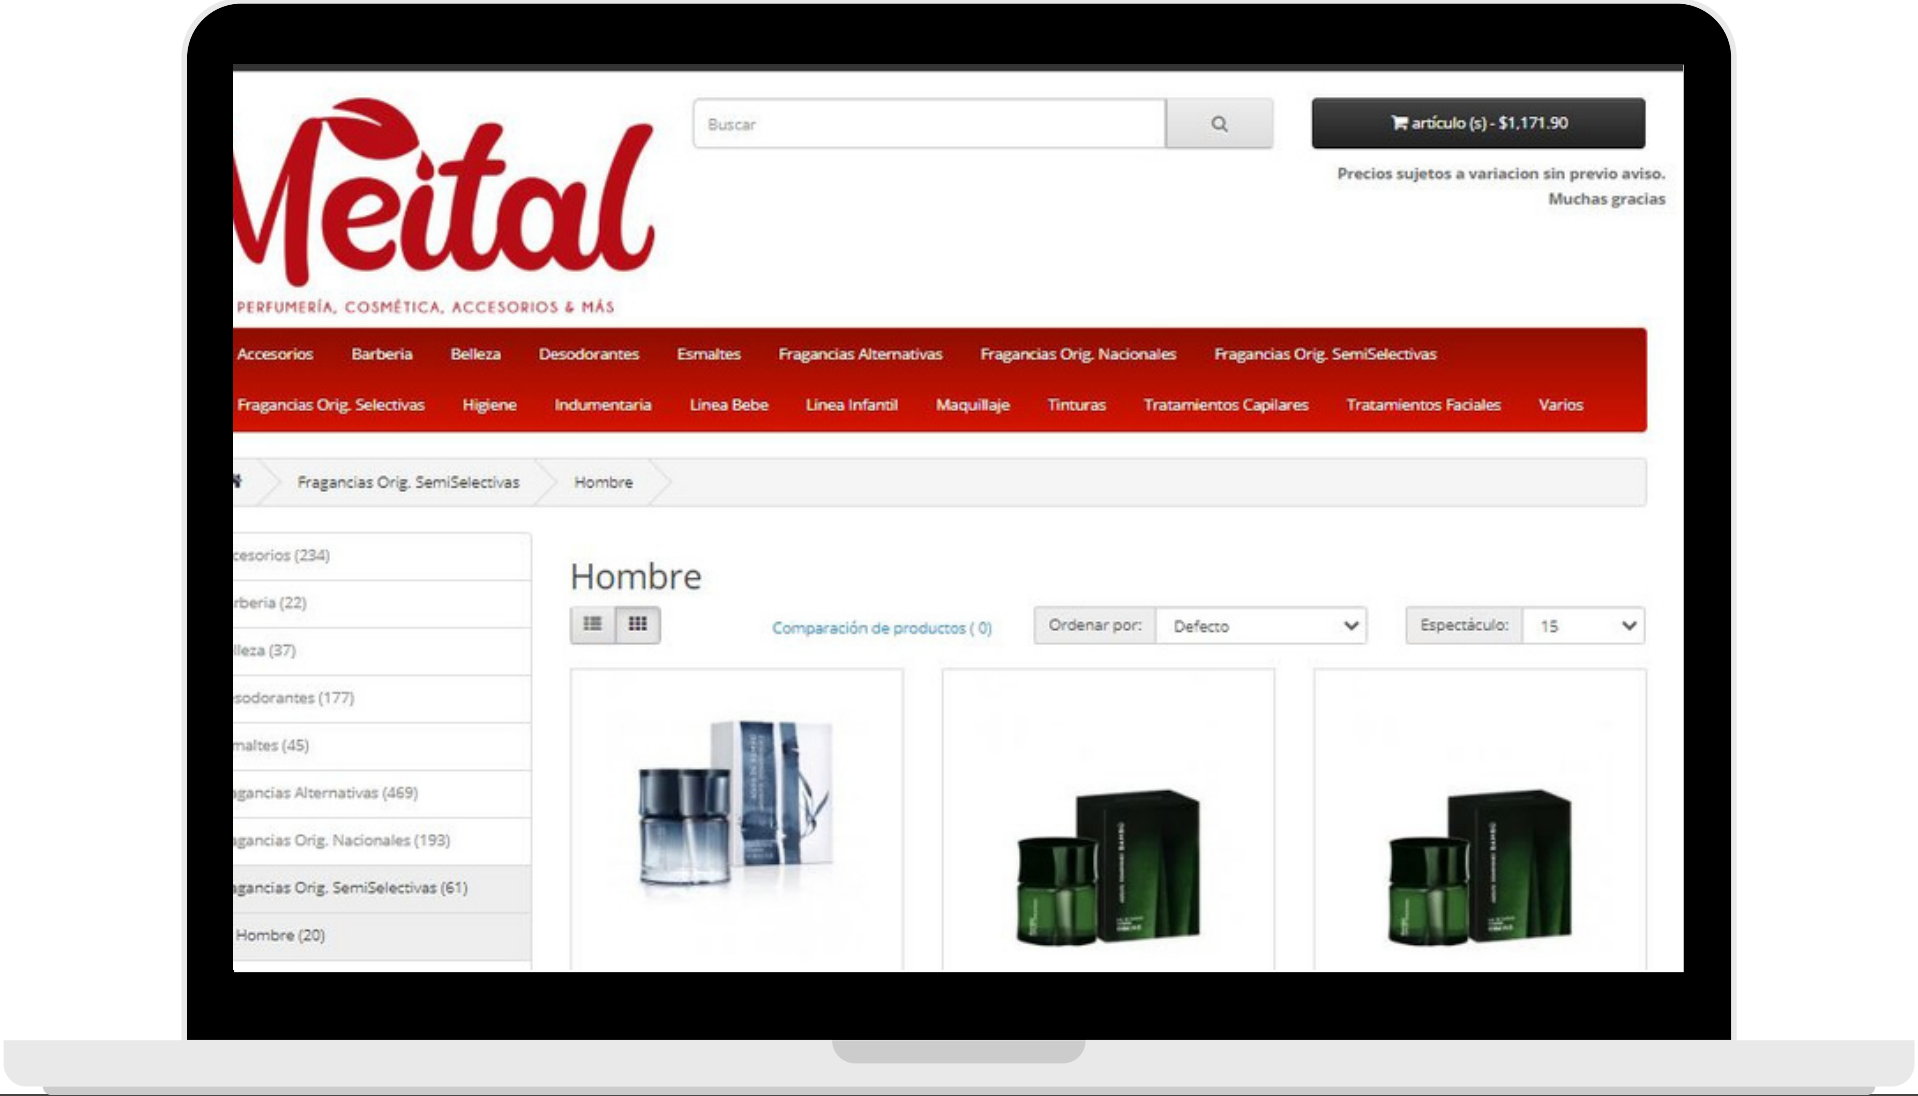 Meital
PERFUMERÍA, COSMÉTICA, ACCESORIOS & MÁS
Buscar
artículo (s) - $1,171.90
Precios sujetos a variacion sin previo aviso.
Muchas gracias
Accesorios Barberia Belleza Desodorantes Esmaltes Fragancias Alternativas Fragancias Orig. Nacionales Fragancias Orig. SemiSelectivas
Fragancias Orig. Selectivas Higiene Indumentaria Linea Bebe Linea Infantil Maquillaje Tinturas Tratamientos Capilares Tratamientos Faciales Varios
Fragancias Orig. SemiSelectivas Hombre
cesorios (234)
rberia (22)
lleza (37)
sodorantes (177)
maltes (45)
agancias Alternativas (469)
agancias Orig. Nacionales (193)
agancias Orig. SemiSelectivas (61)
Hombre (20)
Hombre
Comparación de productos ( 0)
Ordenar por: Defecto
Espectáculo: 15